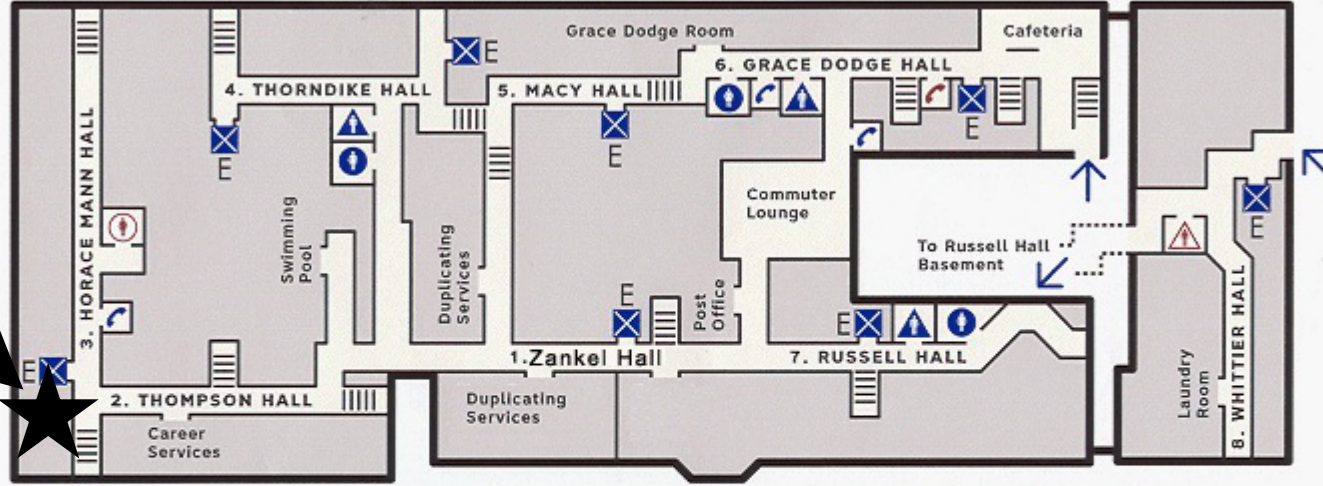 Grace Dodge Room
Cafeteria
E
6. GRACE DODGE HALL
4. THORNDIKE HALL
5. MACY HALL
E
E
E
3. HORACE MANN HALL
Swimming
Pool
Duplicating
Services
Commuter
Lounge
To Russell Hall
Basement
E
E
Post
Office
E
1.Zankel Hall
7. RUSSELL HALL
8. WHITTIER HALL
E
2. THOMPSON HALL
Duplicating
Services
Laundry
Room
Career
Services